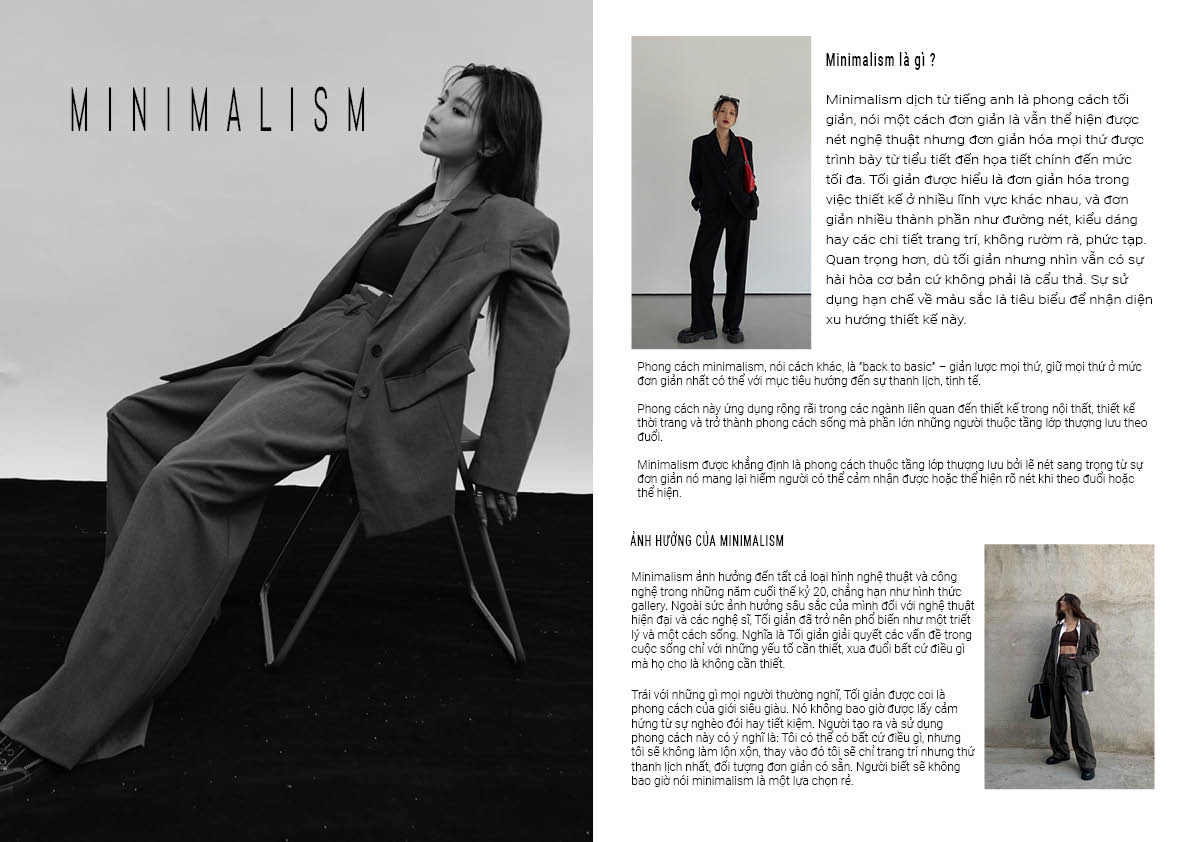 MINIMALISM
Minimalism là gì ?
Minimalism dịch từ tiếng anh là phong cách tối
giản, nói một cách đơn giản là vẫn thể hiện được
nét nghệ thuật nhưng đơn giản hóa mọi thứ được
trình bày từ tiểu tiết đến họa tiết chính đến mức
tối đa. Tối giản được hiểu là đơn giản hóa trong
việc thiết kế ở nhiều lĩnh vực khác nhau, và đơn
giản nhiều thành phần như đường nét, kiểu dáng
hay các chi tiết trang trí, không rườm rà, phức tạp.
Quan trọng hơn, dù tối giản nhưng nhìn vẫn có sự
hài hòa cơ bản cứ không phải là cẩu thả. Sự sử
dụng hạn chế về màu sắc là tiêu biểu để nhận diện
xu hướng thiết kế này.
Phong cách minimalism, nói cách khác, là "back to basic" – giản lược mọi thứ, giữ mọi thứ ở mức
đơn giản nhất có thể với mục tiêu hướng đến sự thanh lịch, tinh tế.
Phong cách này ứng dụng rộng rãi trong các ngành liên quan đến thiết kế trong nội thất, thiết kế
thời trang và trở thành phong cách sống mà phần lớn những người thuộc tầng lớp thượng lưu theo
đuổi.
Minimalism được khẳng định là phong cách thuộc tầng lớp thượng lưu bởi lẽ nét sang trọng từ sự
đơn giản nó mang lại hiếm người có thể cảm nhận được hoặc thể hiện rõ nét khi theo đuổi hoặc
thể hiện.
ẢNH HƯỞNG CỦA MINIMALISM
Minimalism ảnh hưởng đến tất cả loại hình nghệ thuật và công
nghệ trong những năm cuối thế kỷ 20, chẳng hạn như hình thức
gallery. Ngoài sức ảnh hưởng sâu sắc của mình đối với nghệ thuật
hiện đại và các nghệ sĩ, Tối giản đã trở nên phổ biến như một triết
lý và một cách sống. Nghĩa là Tối giản giải quyết các vấn đề trong
cuộc sống chỉ với những yếu tố cần thiết, xua đuổi bất cứ điều gì
mà họ cho là không cần thiết.
Trái với những gì mọi người thường nghĩ, Tối giản được coi là
phong cách của giới siêu giàu. Nó không bao giờ được lấy cảm
hứng từ sự nghèo đói hay tiết kiệm. Người tạo ra và sử dụng
phong cách này có ý nghĩ là: Tôi có thể có bất cứ điều gì, nhưng
tôi sẽ không làm lộn xộn, thay vào đó tôi sẽ chỉ trang trí nhưng thứ
thanh lịch nhất, đối tượng đơn giản có sẵn. Người biết sẽ không
bao giờ nói minimalism là một lựa chọn rẻ.